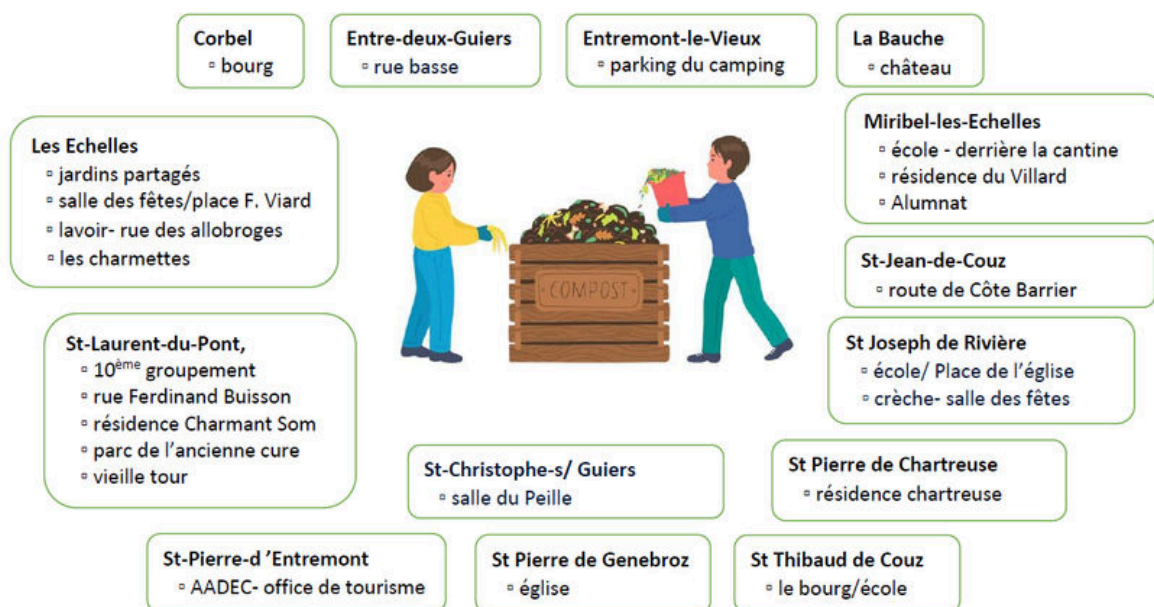 Corbel
▫ bourg
Entre-deux-Guiers
▫ rue basse
Entremont-le-Vieux
▫ parking du camping
La Bauche
▫ château
Les Echelles
▫ jardins partagés
▫ salle des fêtes/place F. Viard
▫ lavoir- rue des allobroges
▫ les charmettes
Miribel-les-Echelles
▫ école - derrière la cantine
▫ résidence du Villard
▫ Alumnat
COMPOST
St-Jean-de-Couz
▫ route de Côte Barrier
St-Laurent-du-Pont,
▫ 10ème groupement
▫ rue Ferdinand Buisson
▫ résidence Charmant Som
▫ parc de l’ancienne cure
▫ vieille tour
St Joseph de Rivière
▫ école/ Place de l’église
▫ crèche- salle des fêtes
St-Christophe-s/ Guiers
▫ salle du Peille
St Pierre de Chartreuse
▫ résidence chartreuse
St-Pierre-d ’Entremont
▫ AADEC- office de tourisme
St Pierre de Genebroz
▫ église
St Thibaud de Couz
▫ le bourg/école